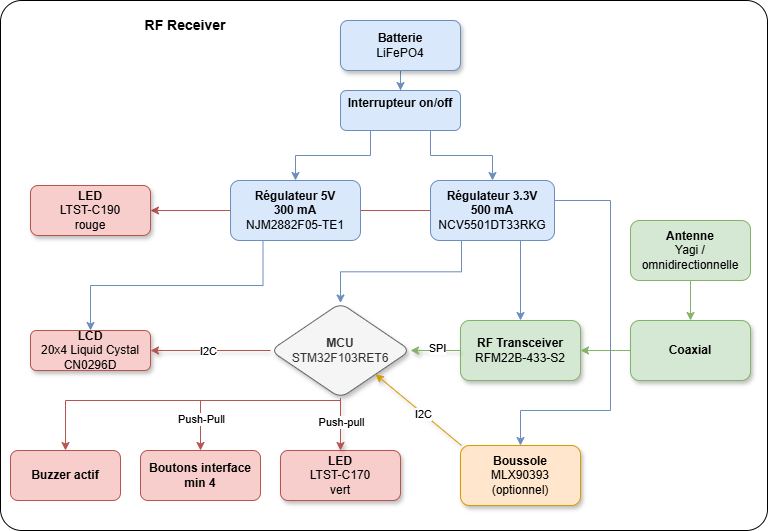 RF Receiver
Batterie
LiFePO4
Interrupteur on/off
LED
LTST-C190
rouge
Régulateur 5V
300 mA
NJM2882F05-TE1
Régulateur 3.3V
500 mA
NCV5501DT33RKG
Antenne
Yagi /
omnidirectionnelle
LCD
20x4 Liquid Cystal
CN0296D
I2C
MCU
STM32F103RET6
SPI
RF Transceiver
RFM22B-433-S2
Coaxial
Push-Pull
Push-pull
I2C
Buzzer actif
Boutons interface
min 4
LED
LTST-C170
vert
Boussole
MLX90393
(optionnel)